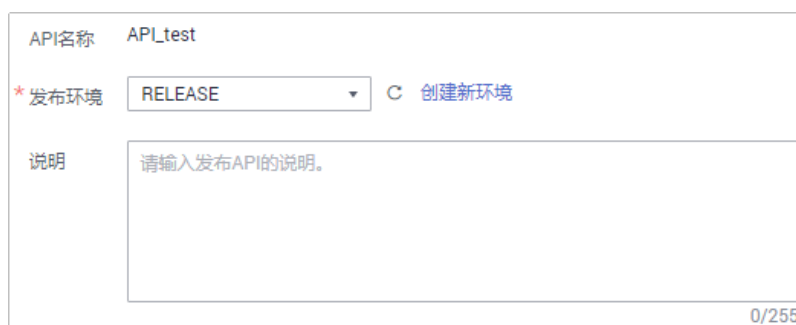 API名称 API_test
* 发布环境 RELEASE 创建新环境
说明 请输入发布API的说明。
0/255